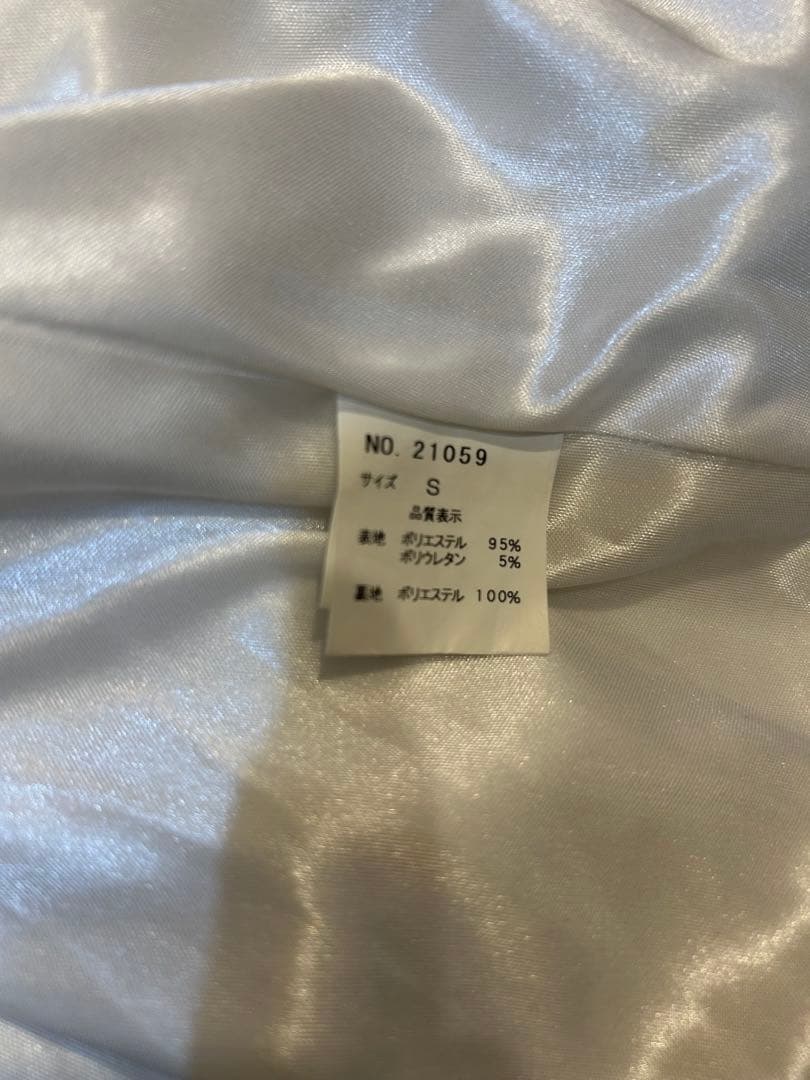 NO. 21059
サイズ S
品質表示
表地 ポリエステル 95%
ポリウレタン 5%
裏地 ポリエステル 100%